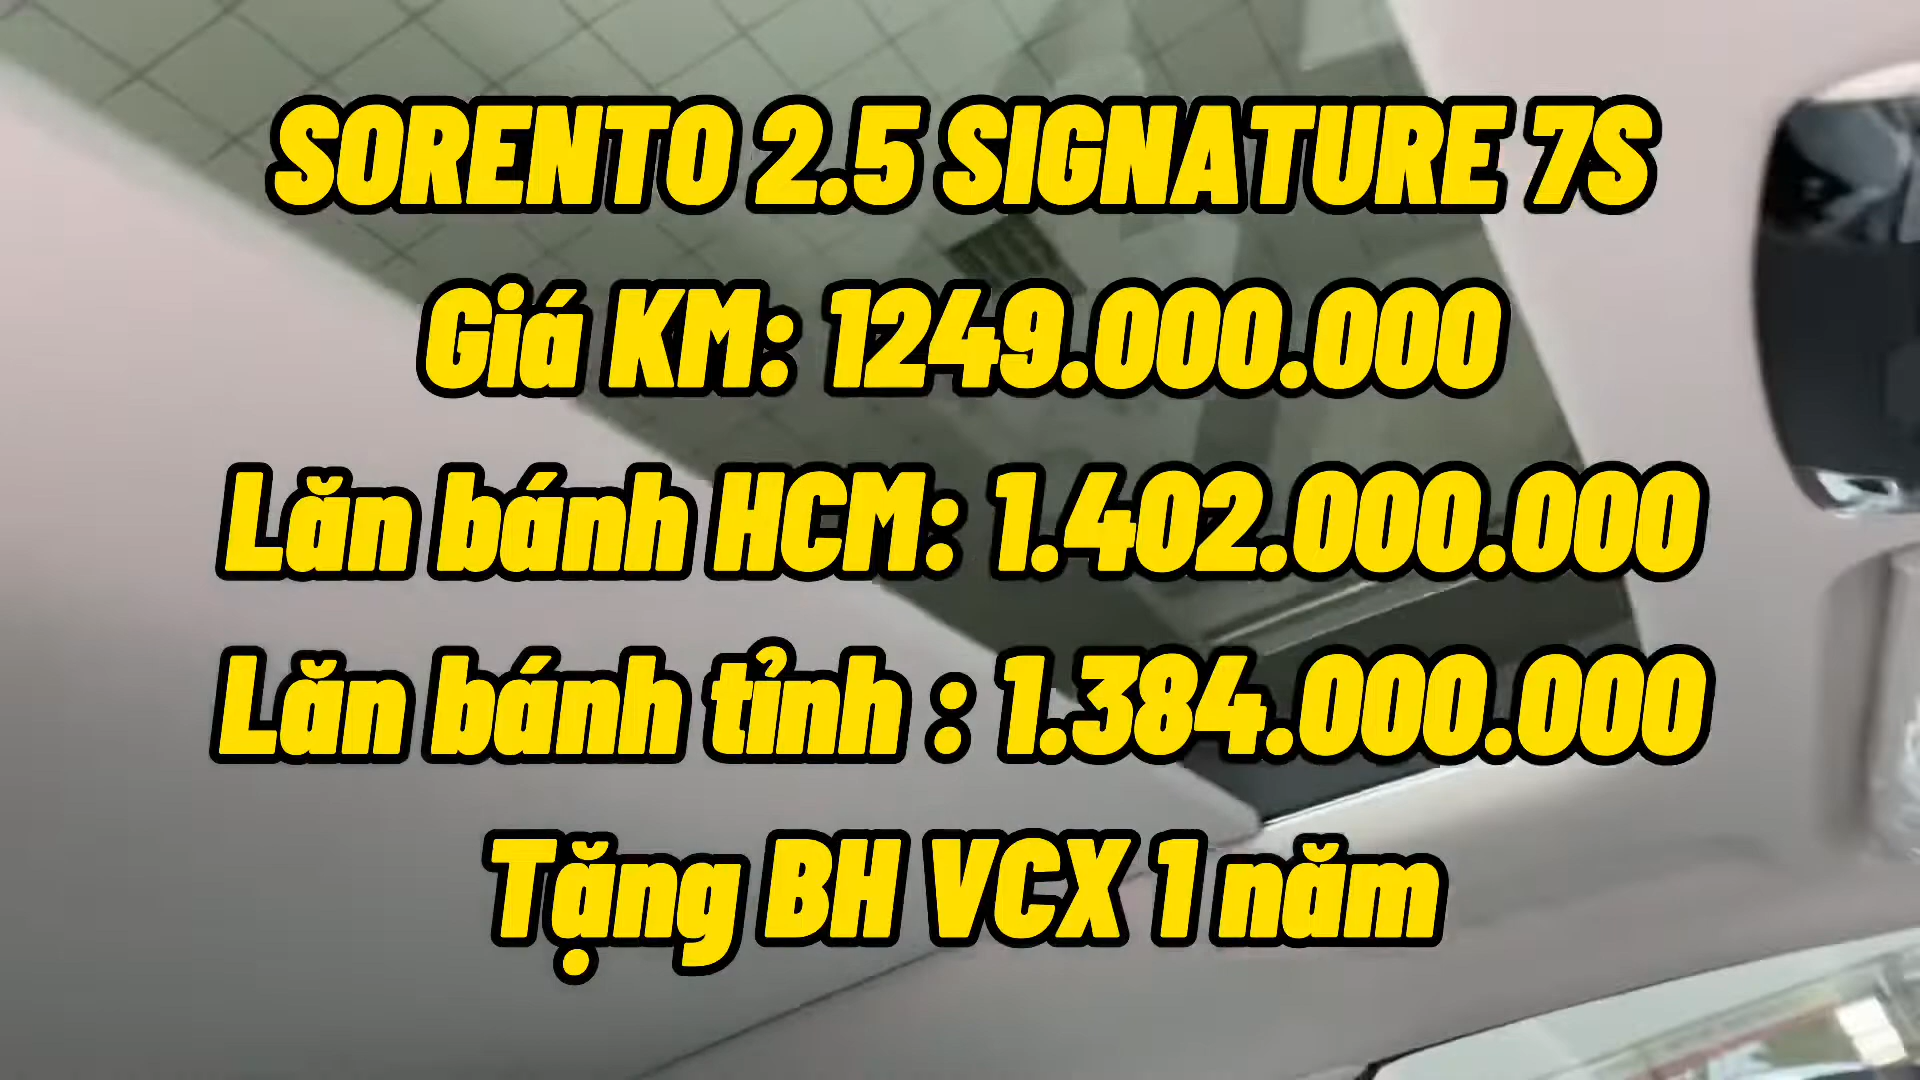 SORENTO 2.5 SIGNATURE 7S
Giá KM: 1249.000.000
Lăn bánh HCM: 1.402.000.000
Lăn bánh tỉnh : 1.384.000.000
Tặng BH VCX 1 năm